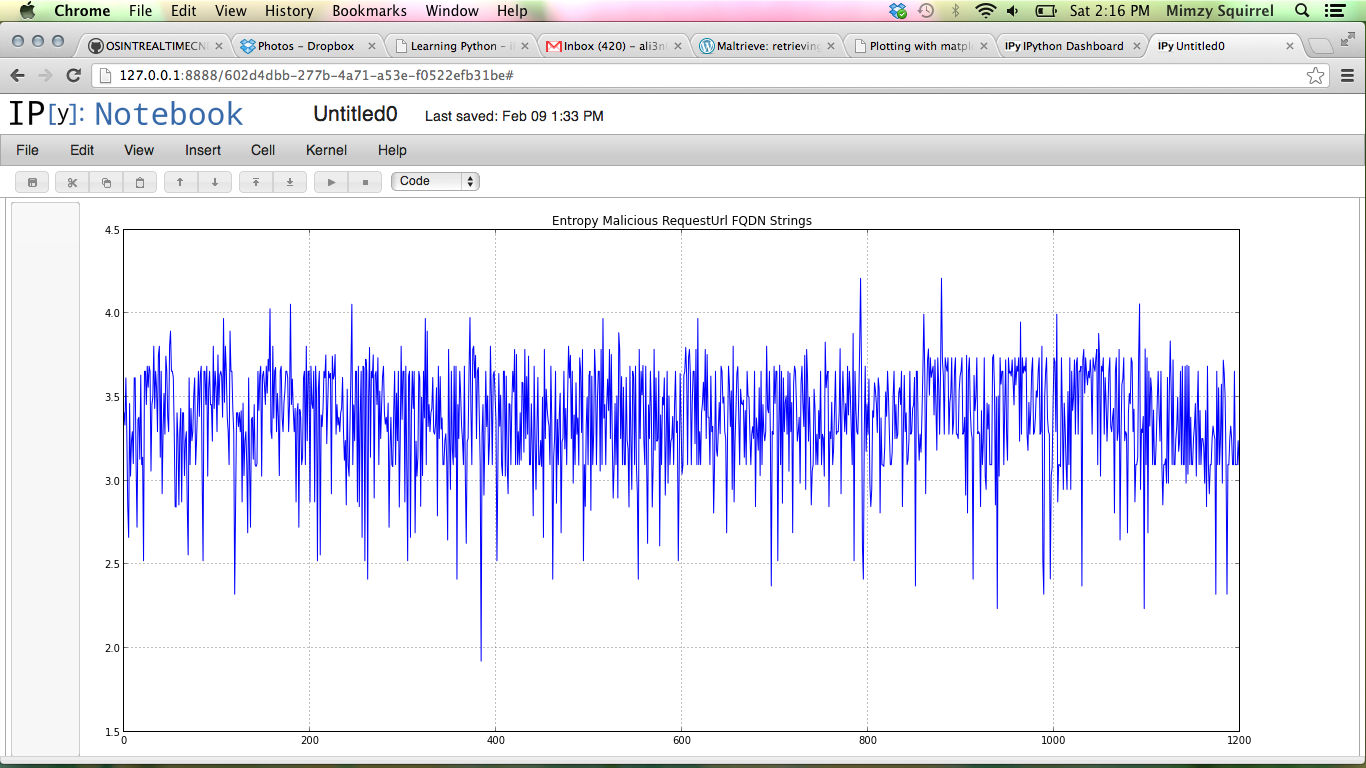 Chrome File Edit View History Bookmarks Window Help Sat 2:16 PM Mimzy Squirrel
OSINTREALTIMECN Photos – Dropbox Learning Python – Inbox (420) – ali3n Maltrieve: retrieving Plotting with matpl IPy IPython Dashboard IPy Untitled0
127.0.0.1:8888/602d4dbb-277b-4a71-a53e-f0522efb31be#
IP[y]: Notebook Untitled0 Last saved: Feb 09 1:33 PM
File Edit View Insert Cell Kernel Help
Code
Entropy Malicious RequestUrl FQDN Strings
4.5
4.0
3.5
3.0
2.5
2.0
1.5
0 200 400 600 800 1000 1200